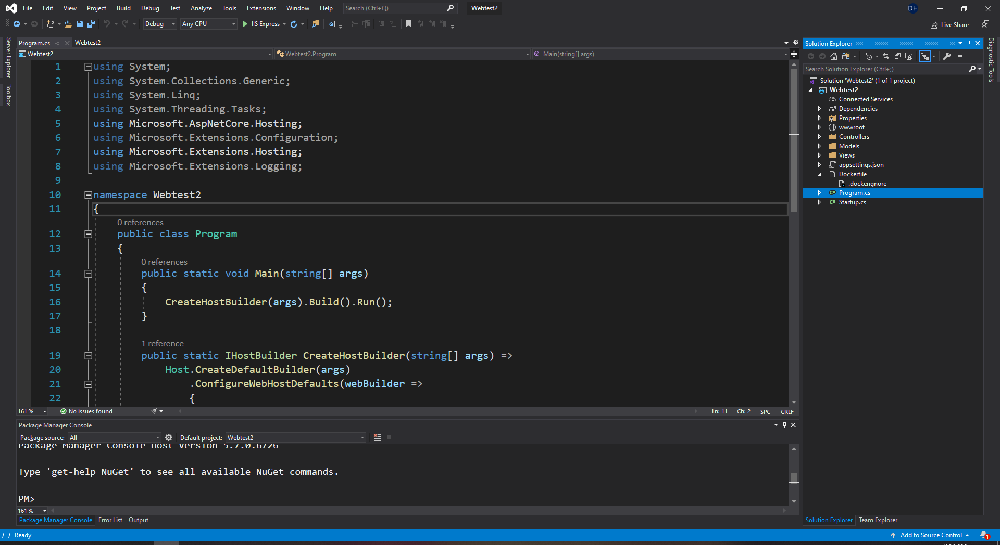 File Edit View Project Build Debug Test Analyze Tools Extensions Window Help Search (Ctrl+Q) Webtest2 DH
Debug Any CPU IIS Express Live Share
Server Explorer
Toolbox
Program.cs Webtest2
Webtest2 Webtest2.Program Main(string[] args)
1 using System;
2 using System.Collections.Generic;
3 using System.Linq;
4 using System.Threading.Tasks;
5 using Microsoft.AspNetCore.Hosting;
6 using Microsoft.Extensions.Configuration;
7 using Microsoft.Extensions.Hosting;
8 using Microsoft.Extensions.Logging;
9
10 namespace Webtest2
11 {
0 references
12 public class Program
13 {
0 references
14 public static void Main(string[] args)
15 {
16 CreateHostBuilder(args).Build().Run();
17 }
18
1 reference
19 public static IHostBuilder CreateHostBuilder(string[] args) =>
20 Host.CreateDefaultBuilder(args)
21 .ConfigureWebHostDefaults(webBuilder =>
22 {
161 % No issues found Ln: 11 Ch: 2 SPC CRLF
Package Manager Console
Package source: All Default project: Webtest2
Package Manager Console Host Version 5.7.0.6726
Type 'get-help NuGet' to see all available NuGet commands.
PM>
161 %
Package Manager Console Error List Output
Solution Explorer
Search Solution Explorer (Ctrl+;)
Solution 'Webtest2' (1 of 1 project)
Webtest2
Connected Services
Dependencies
Properties
wwwroot
Controllers
Models
Views
appsettings.json
Dockerfile
.dockerignore
C# Program.cs
C# Startup.cs
Solution Explorer Team Explorer
Diagnostic Tools
Ready Add to Source Control 1